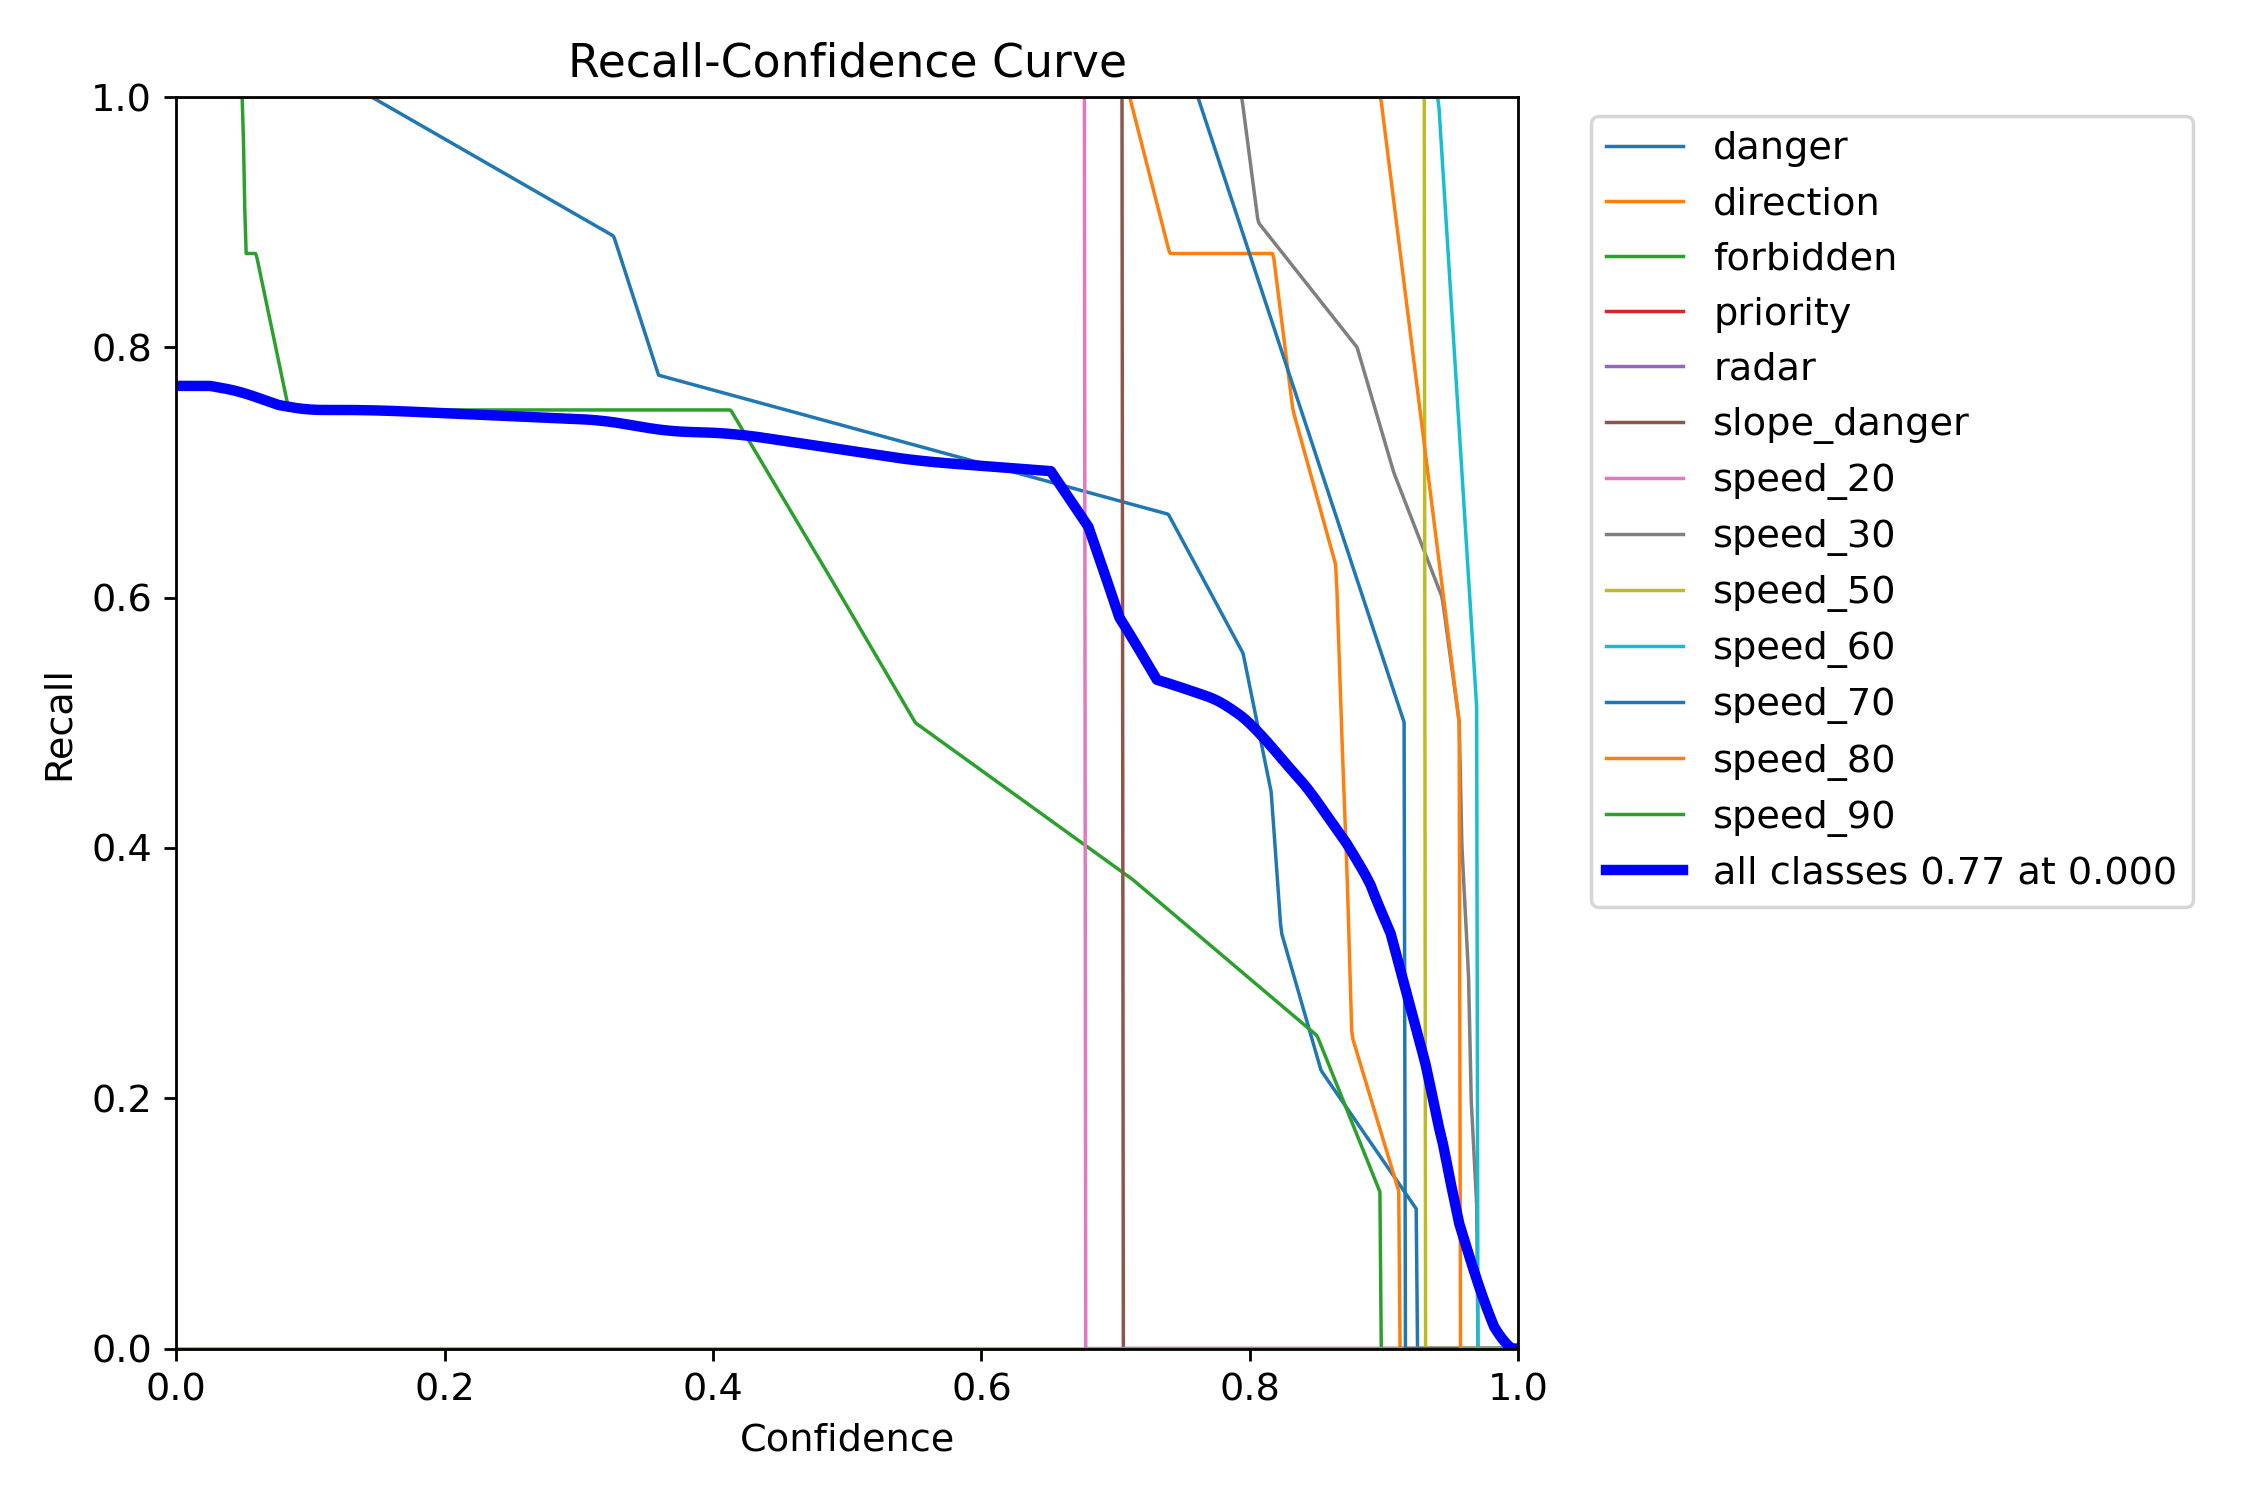 Recall-Confidence Curve
1.0
0.8
0.6
0.4
0.2
0.0
Recall
0.0 0.2 0.4 0.6 0.8 1.0
Confidence
danger
direction
forbidden
priority
radar
slope_danger
speed_20
speed_30
speed_50
speed_60
speed_70
speed_80
speed_90
all classes 0.77 at 0.000